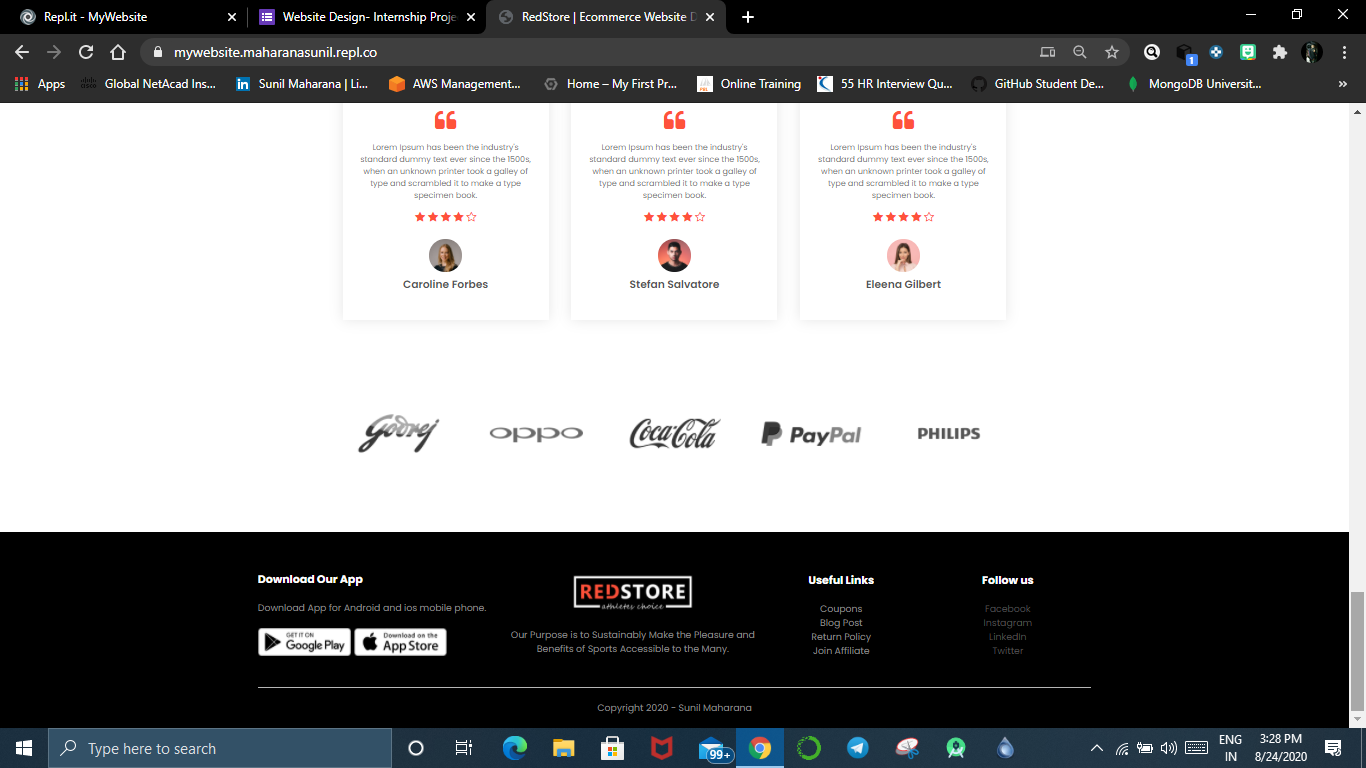 Repl.it - MyWebsite
Website Design- Internship Proje
RedStore | Ecommerce Website D
mywebsite.maharanasunil.repl.co
1
Apps
Global NetAcad Ins...
Sunil Maharana | Li...
AWS Management...
Home – My First Pr...
Online Training
55 HR Interview Qu...
GitHub Student De...
MongoDB Universit...
»
Lorem Ipsum has been the industry's
standard dummy text ever since the 1500s,
when an unknown printer took a galley of
type and scrambled it to make a type
specimen book.
Caroline Forbes
Lorem Ipsum has been the industry's
standard dummy text ever since the 1500s,
when an unknown printer took a galley of
type and scrambled it to make a type
specimen book.
Stefan Salvatore
Lorem Ipsum has been the industry's
standard dummy text ever since the 1500s,
when an unknown printer took a galley of
type and scrambled it to make a type
specimen book.
Eleena Gilbert
Godrej
oppo
Coca-Cola
PayPal
PHILIPS
Download Our App
Download App for Android and ios mobile phone.
GET IT ON
Google Play
Download on the
App Store
REDSTORE
athletes choice
Our Purpose is to Sustainably Make the Pleasure and
Benefits of Sports Accessible to the Many.
Useful Links
Coupons
Blog Post
Return Policy
Join Affiliate
Follow us
Facebook
Instagram
Linkedin
Twitter
Copyright 2020 - Sunil Maharana
Type here to search
99+
ENG
IN
3:28 PM
8/24/2020